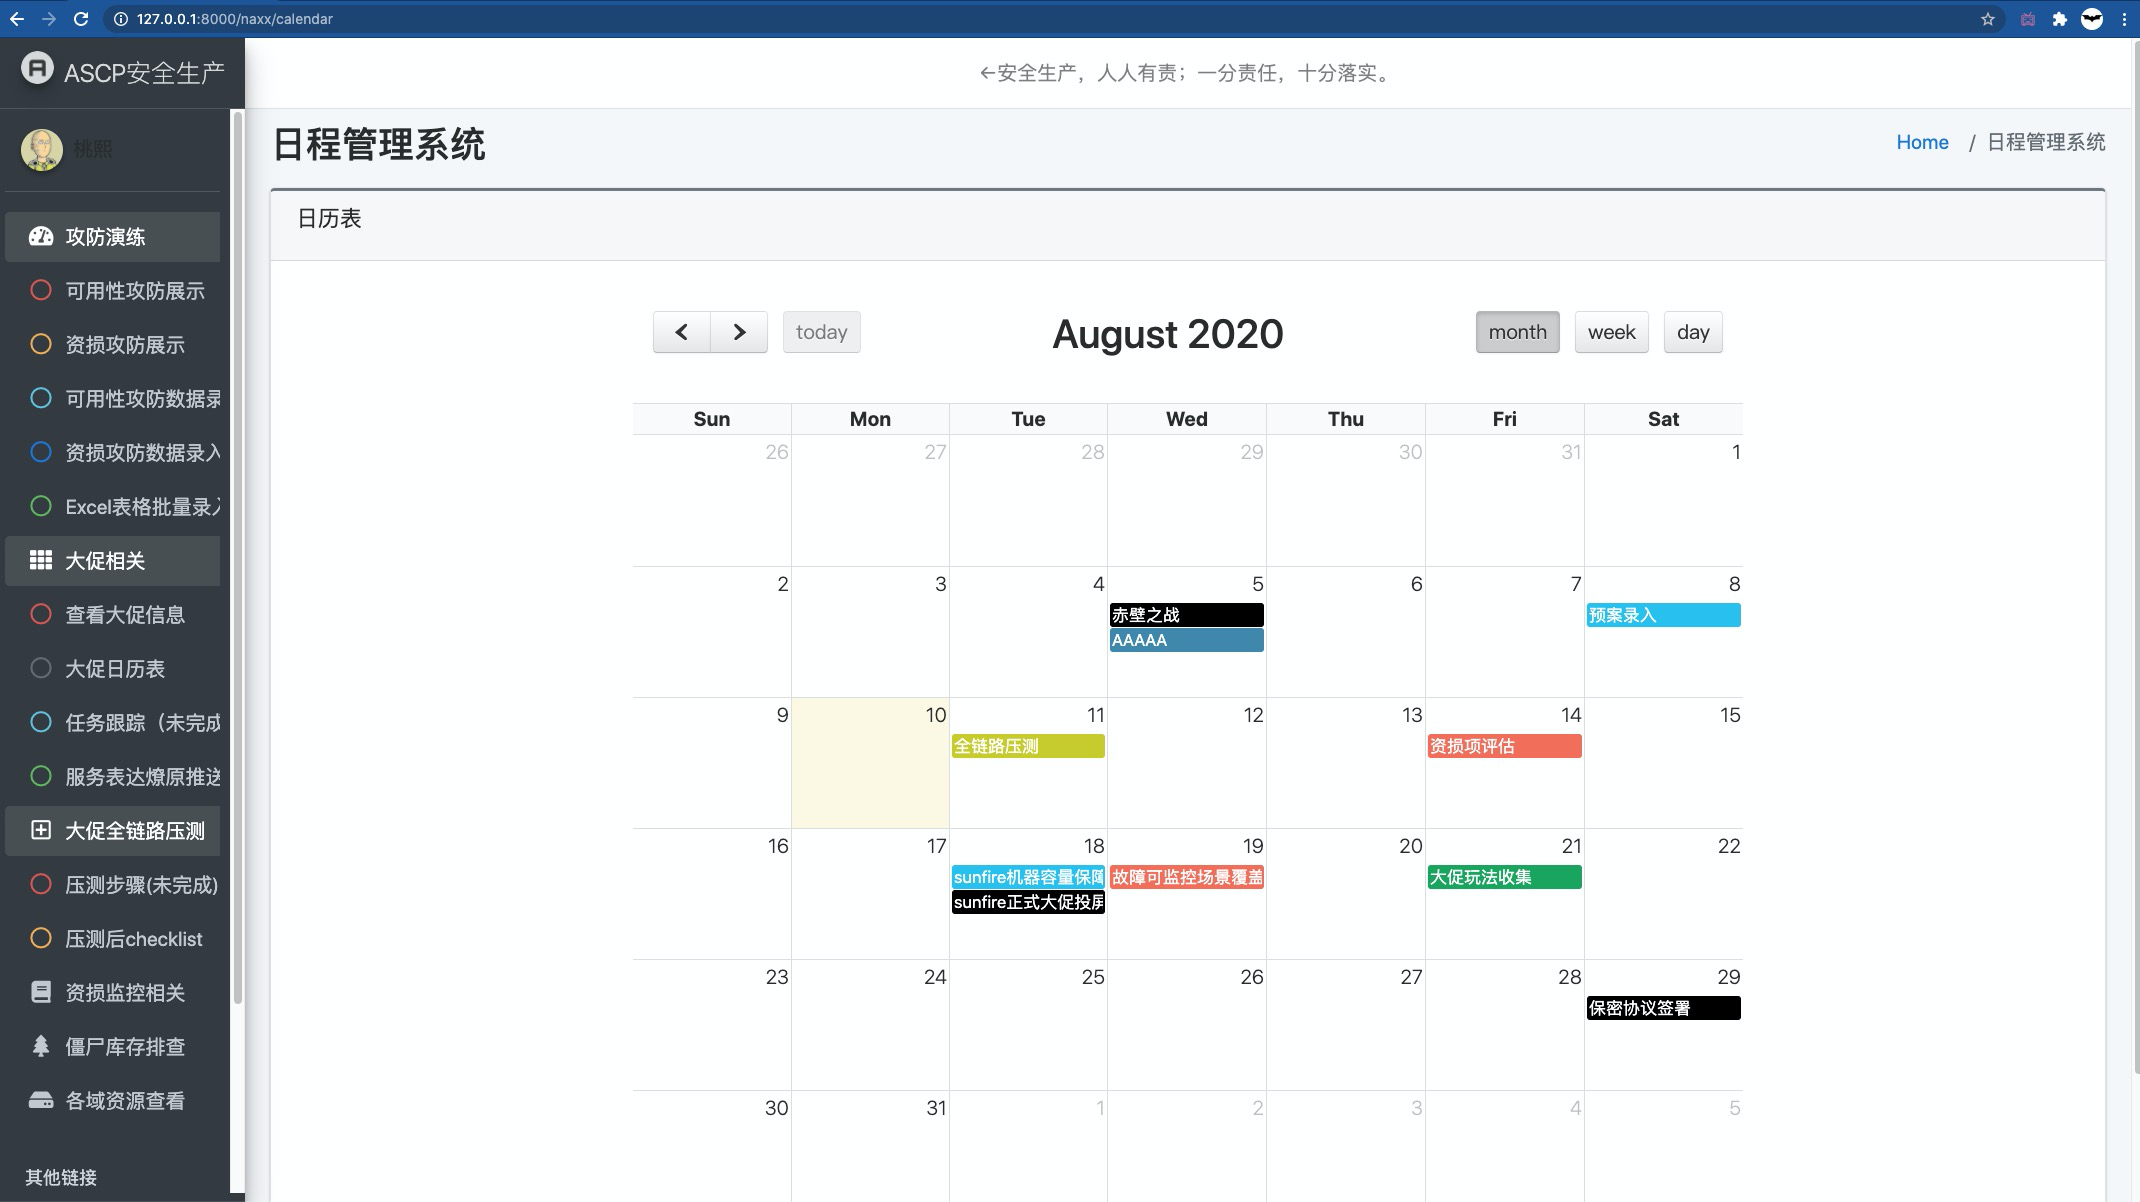 127.0.0.1:8000/naxx/calendar
ASCP安全生产
←安全生产，人人有责；一分责任，十分落实。
桃熙
日程管理系统
Home / 日程管理系统
攻防演练
可用性攻防展示
资损攻防展示
可用性攻防数据录
资损攻防数据录入
Excel表格批量录入
大促相关
查看大促信息
大促日历表
任务跟踪（未完成
服务表达燎原推送
大促全链路压测
压测步骤(未完成)
压测后checklist
资损监控相关
僵尸库存排查
各域资源查看
其他链接
日历表
today
August 2020
month week day
Sun Mon Tue Wed Thu Fri Sat
26 27 28 29 30 31 1
2 3 4 5 6 7 8
赤壁之战 预案录入
AAAAA
9 10 11 12 13 14 15
全链路压测 资损项评估
16 17 18 19 20 21 22
sunfire机器容量保障 故障可监控场景覆盖 大促玩法收集
sunfire正式大促投屏
23 24 25 26 27 28 29
保密协议签署
30 31 1 2 3 4 5